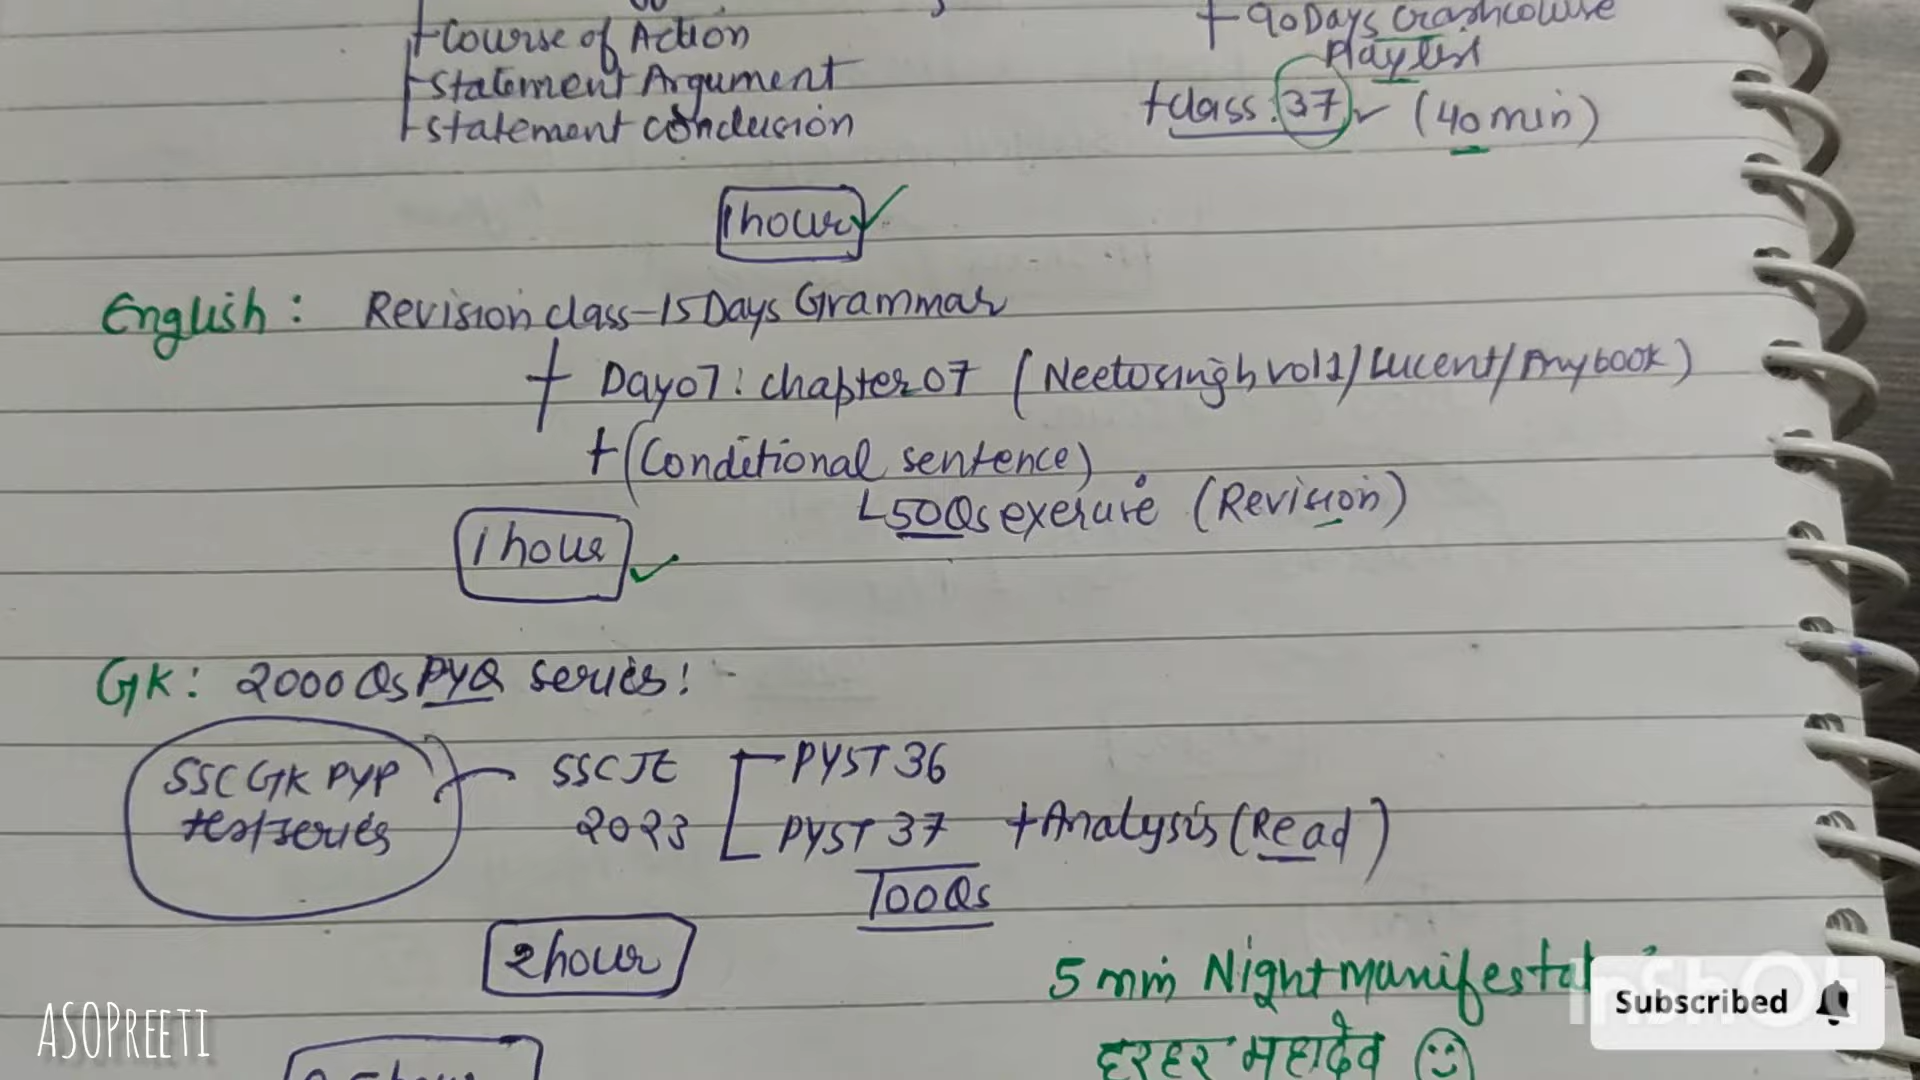 + Course of Action
+ 90 Days Crashcourse
Playlist
Statement Argument
+ class: 37 (40 min)
Statement conclusion
1 hour
English: Revision class-15 Days Grammar
+ Day 07: chapter 07 (Neetu singh vol 1/Lucent/Any book)
+ (Conditional sentence)
50Qs exercise (Revision)
1 hour
GK: 2000 Qs PYQ series:-
SSC GK PYP SSC JE PYST 36
test series 2023 PYST 37 + Analysis (Read)
100Qs
2 hour
5 min Night
Subscribed
ASOPREETI
हर हर महादेव